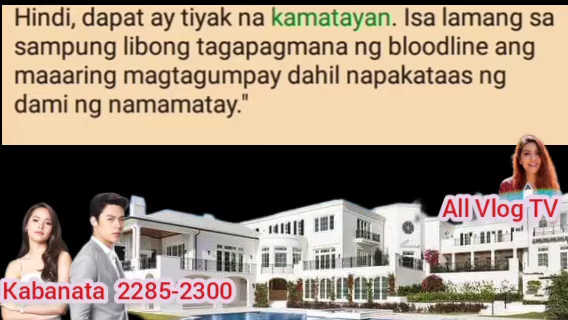 Hindi, dapat ay tiyak na kamatayan. Isa lamang sa
sampung libong tagapagmana ng bloodline ang
maaaring magtagumpay dahil napakataas ng
dami ng namamatay."
All Vlog TV
Kabanata 2285-2300